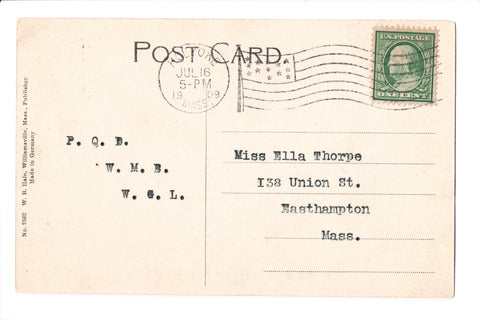 POST CARD
JUL 16
5-PM
1909
MASS.
U.S. POSTAGE
ONE CENT
P. Q. D.
W. M. E.
W. G. L.
Miss Ella Thorpe
138 Union St.
Easthampton
Mass.
No. 7662 W. R. Hale, Williamsville, Mass., Publisher
Made in Germany